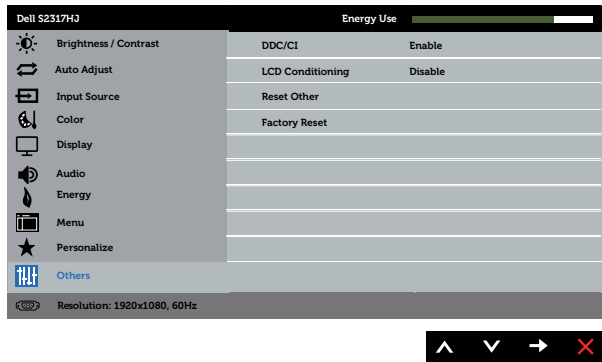 Dell S2317HJ Energy Use
Brightness / Contrast DDC/CI Enable
Auto Adjust LCD Conditioning Disable
Input Source Reset Other
Color Factory Reset
Display
Audio
Energy
Menu
Personalize
Others
Resolution: 1920x1080, 60Hz